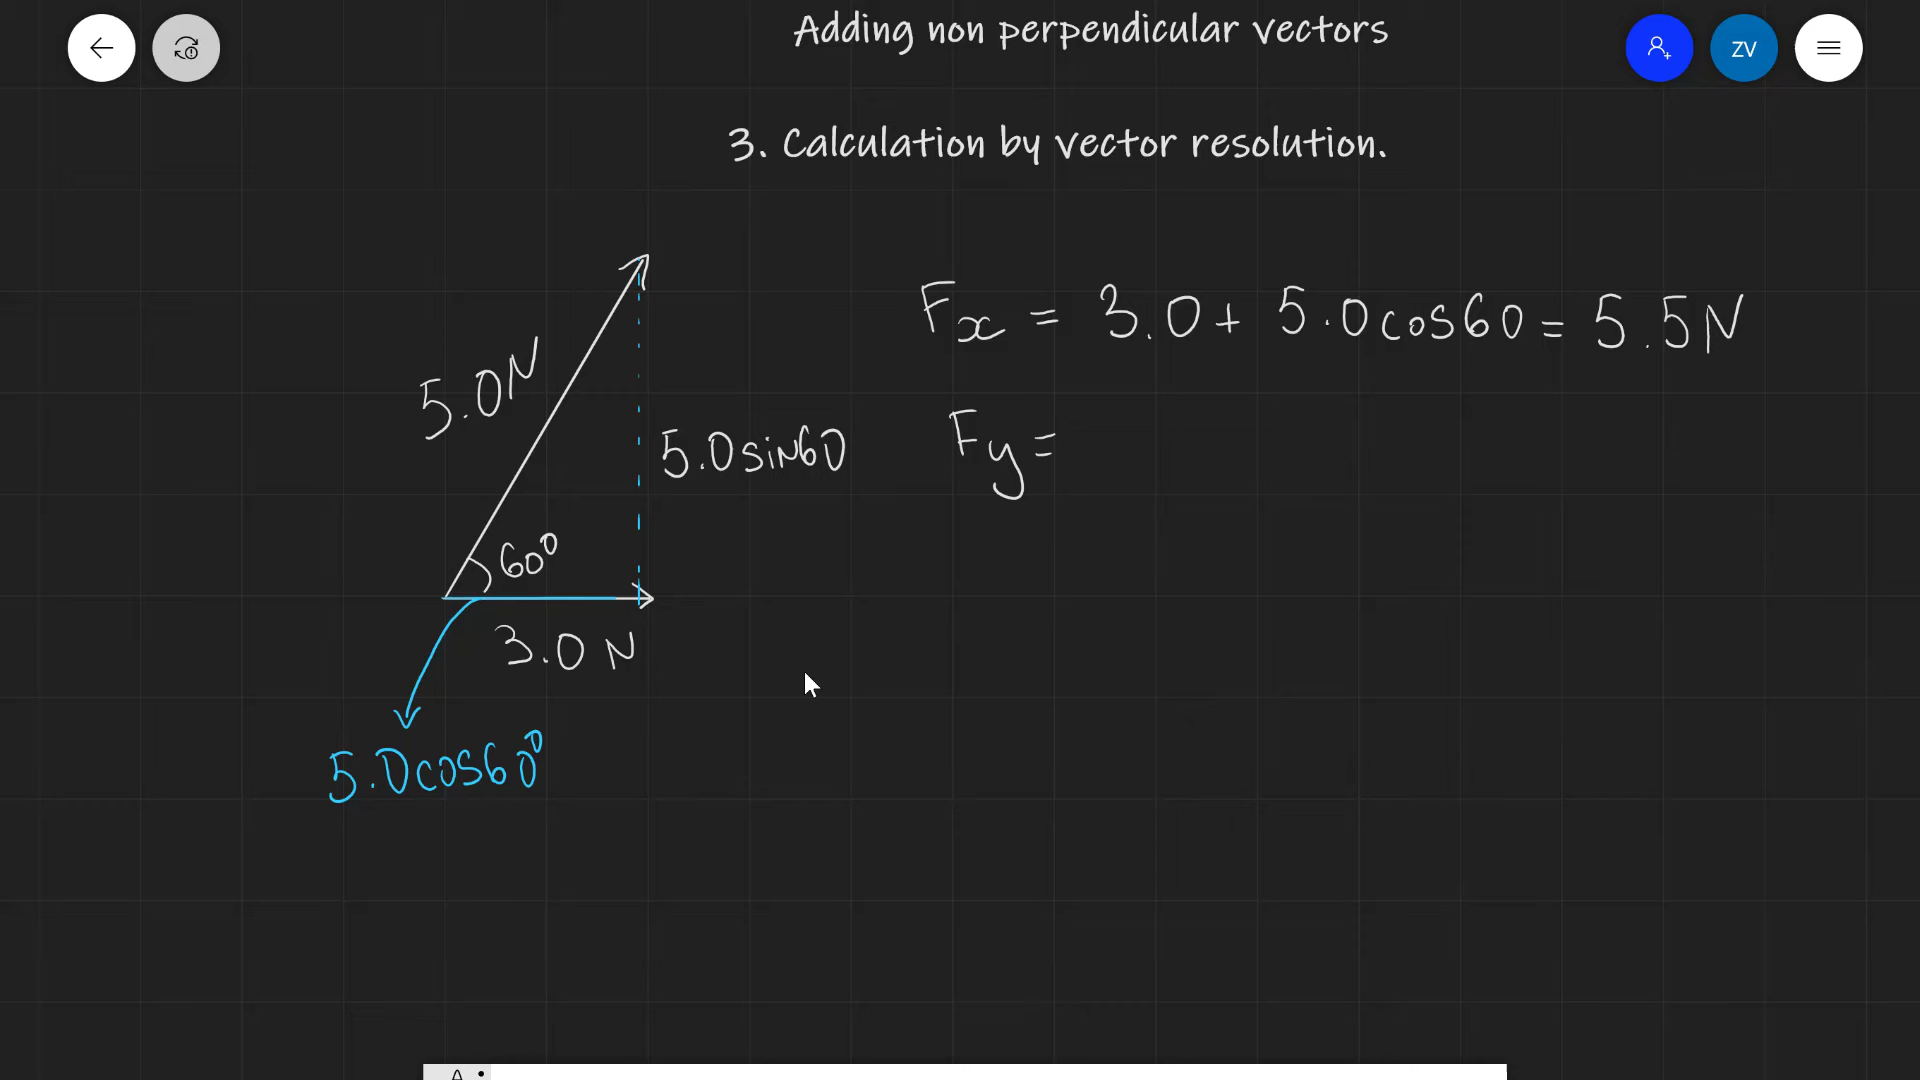 Adding non perpendicular vectors
ZV
3. Calculation by vector resolution.
5.0N
Fx = 3.0 + 5.0cos60 = 5.5N
5.0sin60
Fy =
60°
3.0 N
5.0cos60°